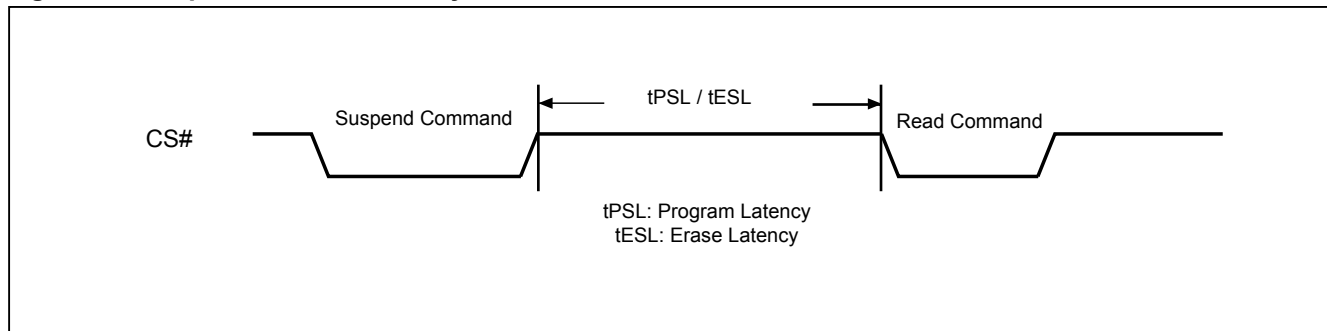 tPSL / tESL
Suspend Command
Read Command
CS#
tPSL: Program Latency
tESL: Erase Latency